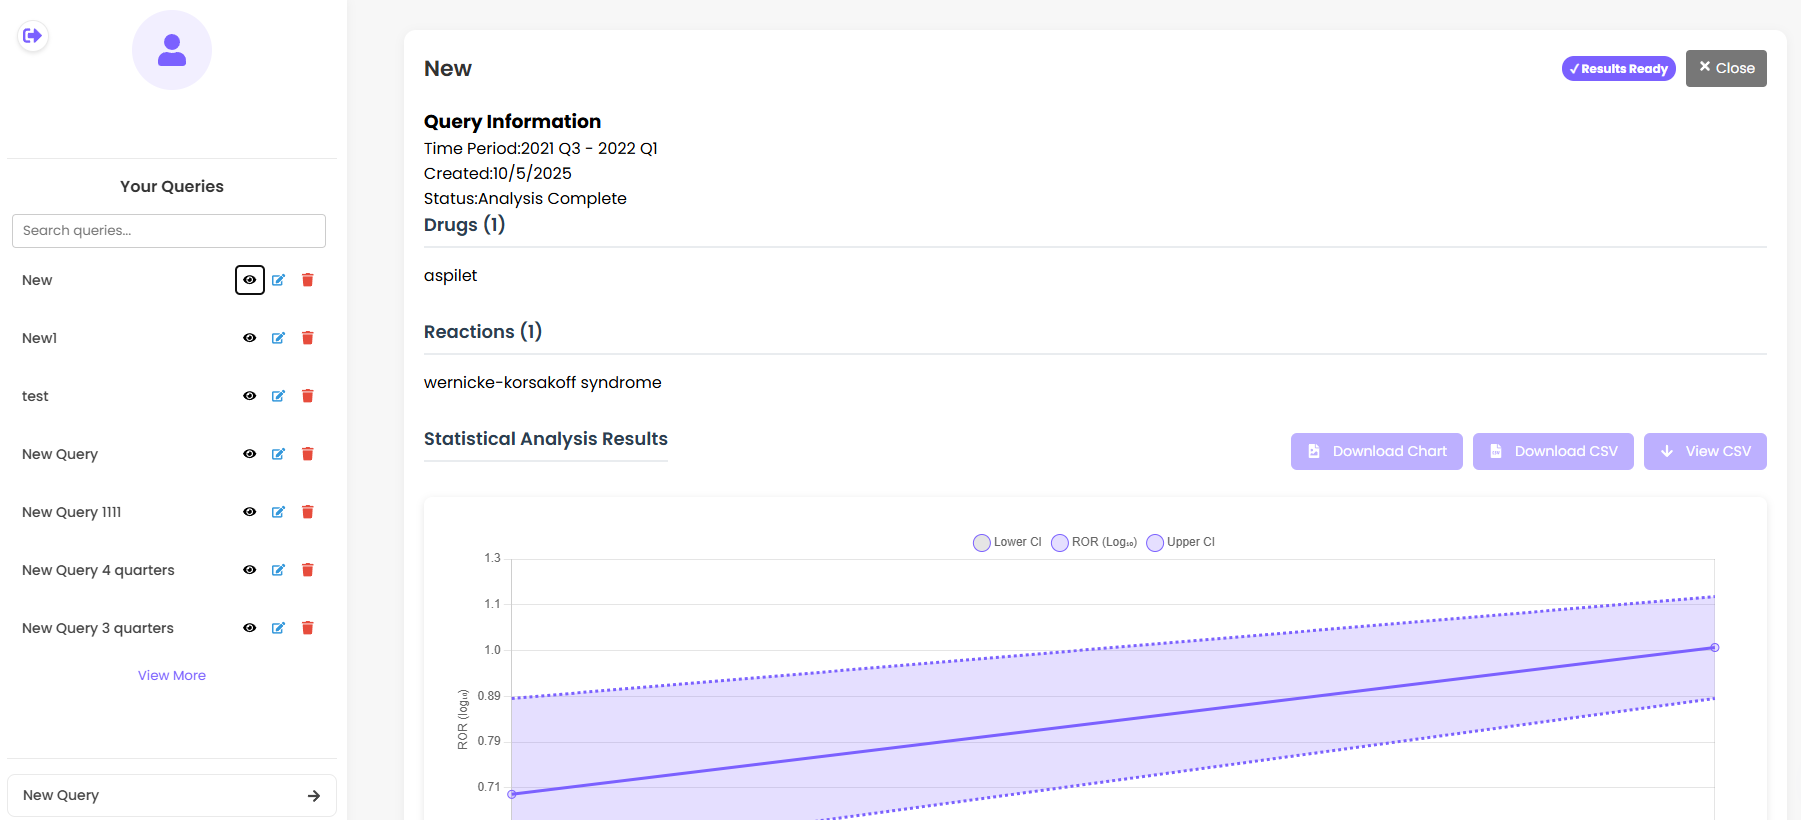 Your Queries
Search queries...
New
New1
test
New Query
New Query 1111
New Query 4 quarters
New Query 3 quarters
View More
New Query
New
✓ Results Ready
× Close
Query Information
Time Period:2021 Q3 - 2022 Q1
Created:10/5/2025
Status:Analysis Complete
Drugs (1)
aspilet
Reactions (1)
wernicke-korsakoff syndrome
Statistical Analysis Results
Download Chart
Download CSV
View CSV
Lower CI
ROR (Log₁₀)
Upper CI
1.3
1.1
1.0
0.89
0.79
0.71
ROR (log₁₀)